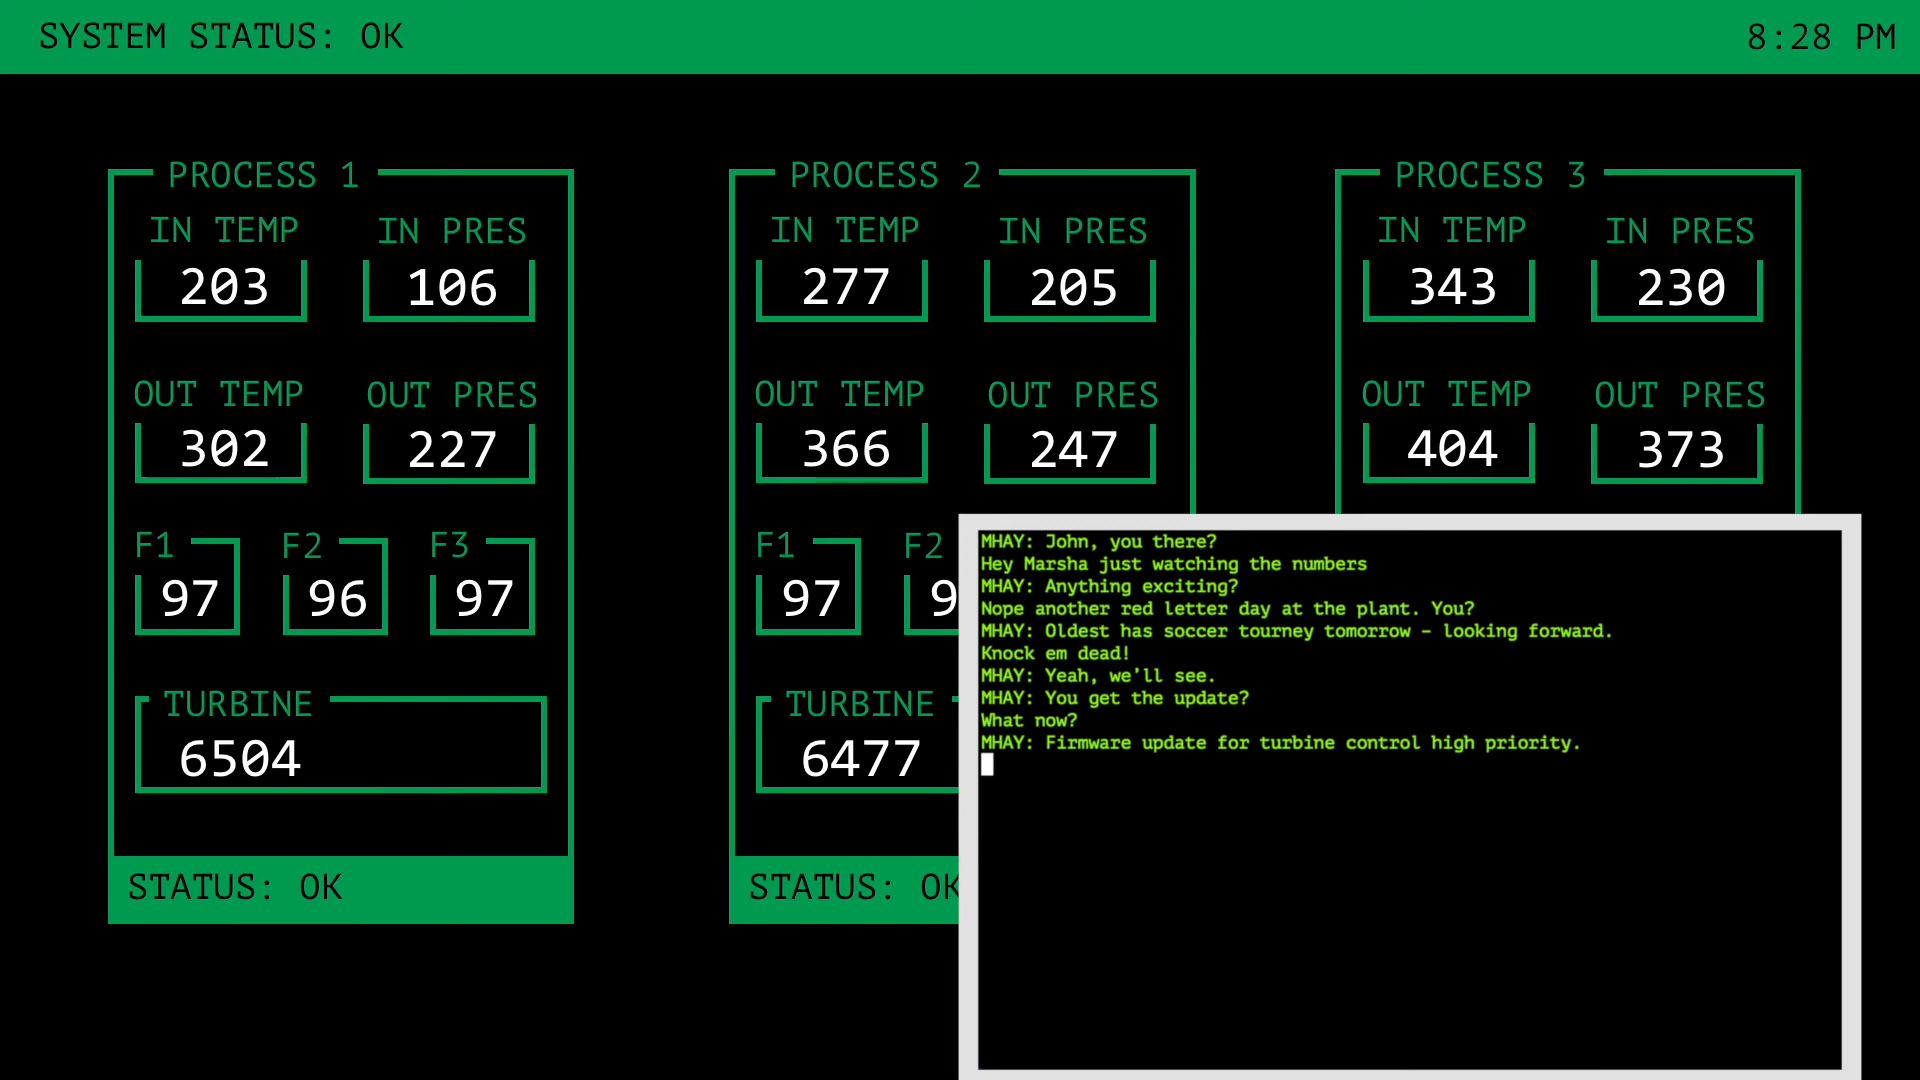 SYSTEM STATUS: OK
8:28 PM
PROCESS 1
IN TEMP
IN PRES
203
106
OUT TEMP
OUT PRES
302
227
F1
F2
F3
97
96
97
TURBINE
6504
STATUS: OK
PROCESS 2
IN TEMP
IN PRES
277
205
OUT TEMP
OUT PRES
366
247
F1
F2
97
9
TURBINE
6477
STATUS: OK
PROCESS 3
IN TEMP
IN PRES
343
230
OUT TEMP
OUT PRES
404
373
MHAY: John, you there?
Hey Marsha just watching the numbers
MHAY: Anything exciting?
Nope another red letter day at the plant. You?
MHAY: Oldest has soccer tourney tomorrow – looking forward.
Knock em dead!
MHAY: Yeah, we’ll see.
MHAY: You get the update?
What now?
MHAY: Firmware update for turbine control high priority.